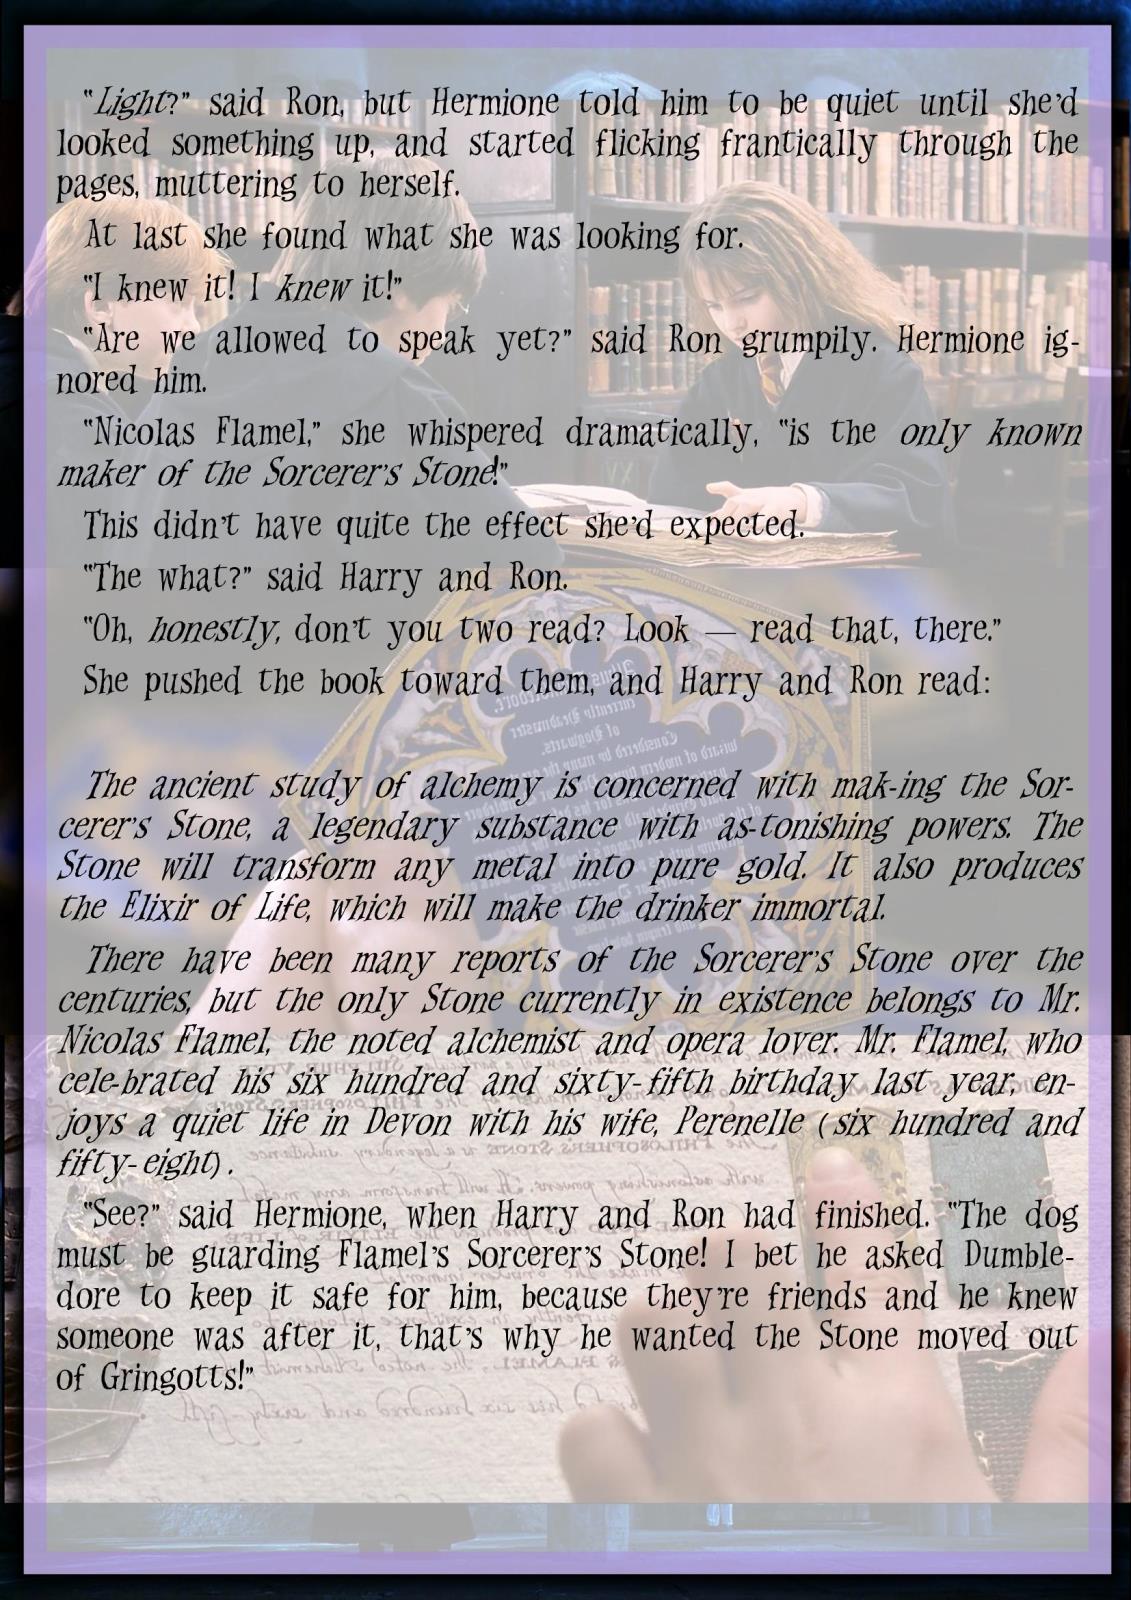 “Light?” said Ron, but Hermione told him to be quiet until she’d
looked something up, and started flicking frantically through the
pages, muttering to herself.
At last she found what she was looking for.
“I knew it! I knew it!”
“Are we allowed to speak yet?” said Ron grumpily. Hermione ig-
nored him.
“Nicolas Flamel,” she whispered dramatically, “is the only known
maker of the Sorcerer’s Stone!”
This didn’t have quite the effect she’d expected.
“The what?” said Harry and Ron.
“Oh, honestly, don’t you two read? Look — read that, there.”
She pushed the book toward them, and Harry and Ron read:
The ancient study of alchemy is concerned with mak-ing the Sor-
cerer’s Stone, a legendary substance with as-tonishing powers. The
Stone will transform any metal into pure gold. It also produces
the Elixir of Life, which will make the drinker immortal.
There have been many reports of the Sorcerer’s Stone over the
centuries, but the only Stone currently in existence belongs to Mr.
Nicolas Flamel, the noted alchemist and opera lover. Mr. Flamel, who
cele-brated his six hundred and sixty-fifth birthday last year, en-
joys a quiet life in Devon with his wife, Perenelle (six hundred and
fifty-eight).
“See?” said Hermione, when Harry and Ron had finished. “The dog
must be guarding Flamel’s Sorcerer’s Stone! I bet he asked Dumble-
dore to keep it safe for him, because they’re friends and he knew
someone was after it, that’s why he wanted the Stone moved out
of Gringotts!”